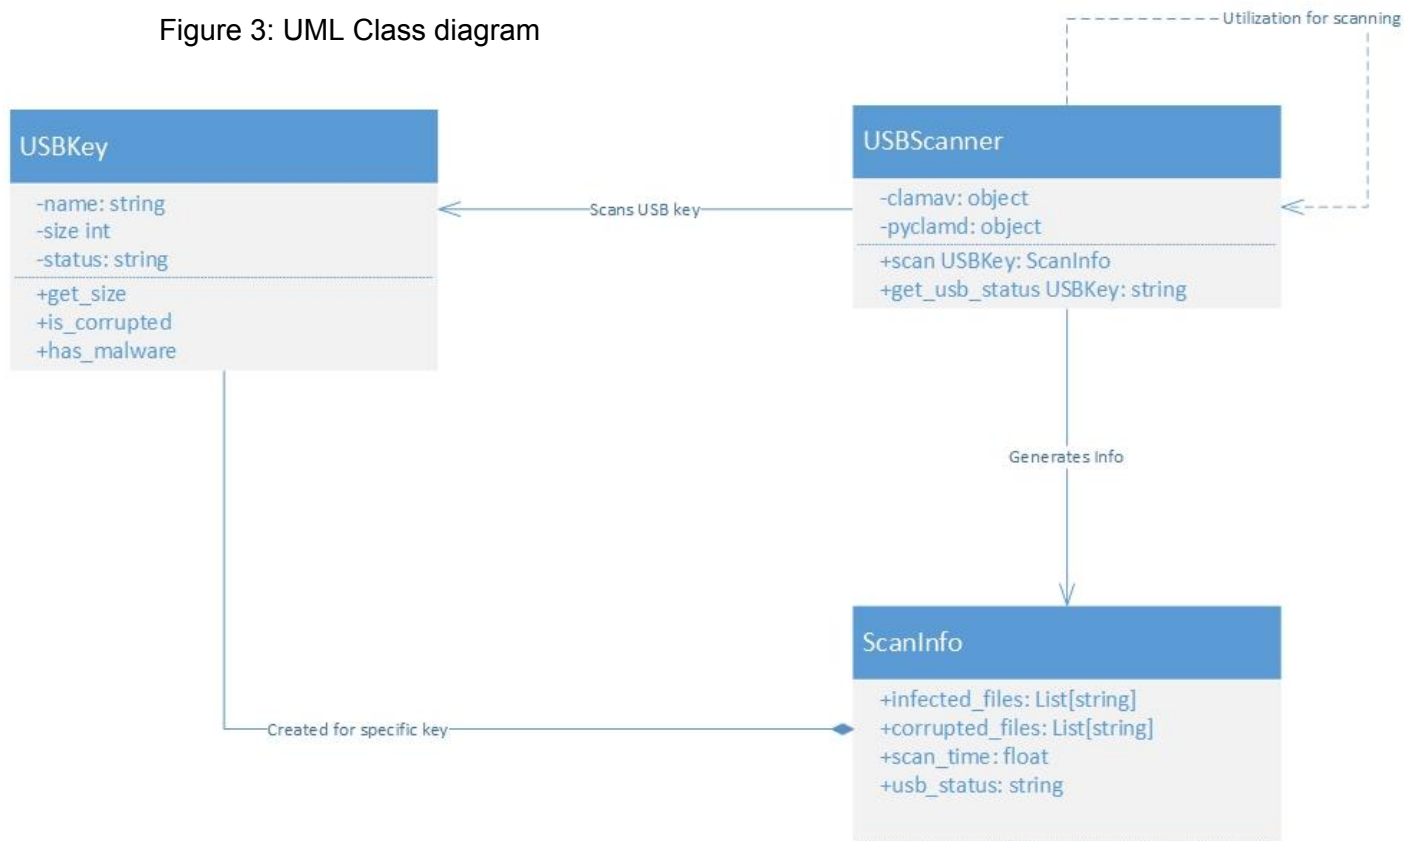 Figure 3: UML Class diagram
Utilization for scanning
USBKey
-name: string
-size int
-status: string
+get_size
+is_corrupted
+has_malware
Scans USB key
USBScanner
-clamav: object
-pyclamd: object
+scan USBKey: ScanInfo
+get_usb_status USBKey: string
Generates Info
Created for specific key
ScanInfo
+infected_files: List[string]
+corrupted_files: List[string]
+scan_time: float
+usb_status: string